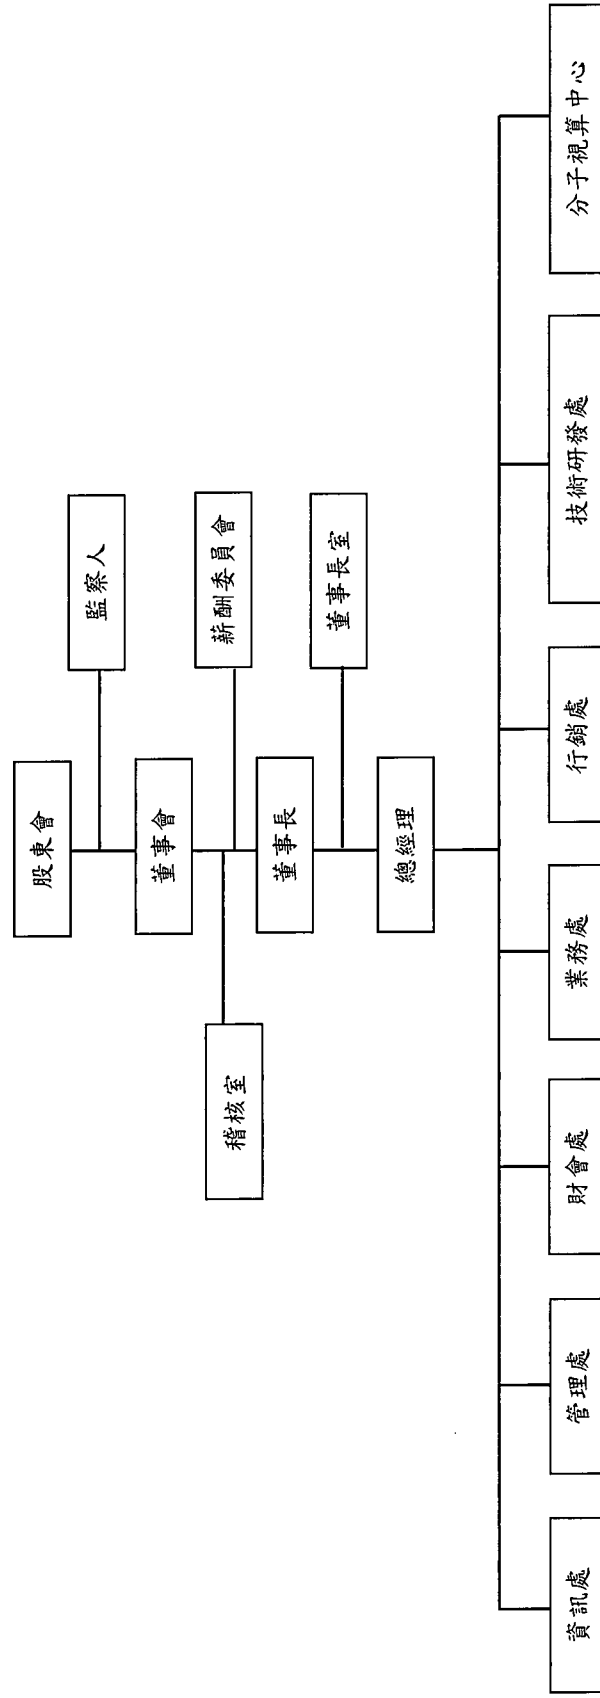 股東會
監察人
董事會
薪酬委員會
稽核室
董事長
董事長室
總經理
資訊處
管理處
財會處
業務處
行銷處
技術研發處
分子視算中心